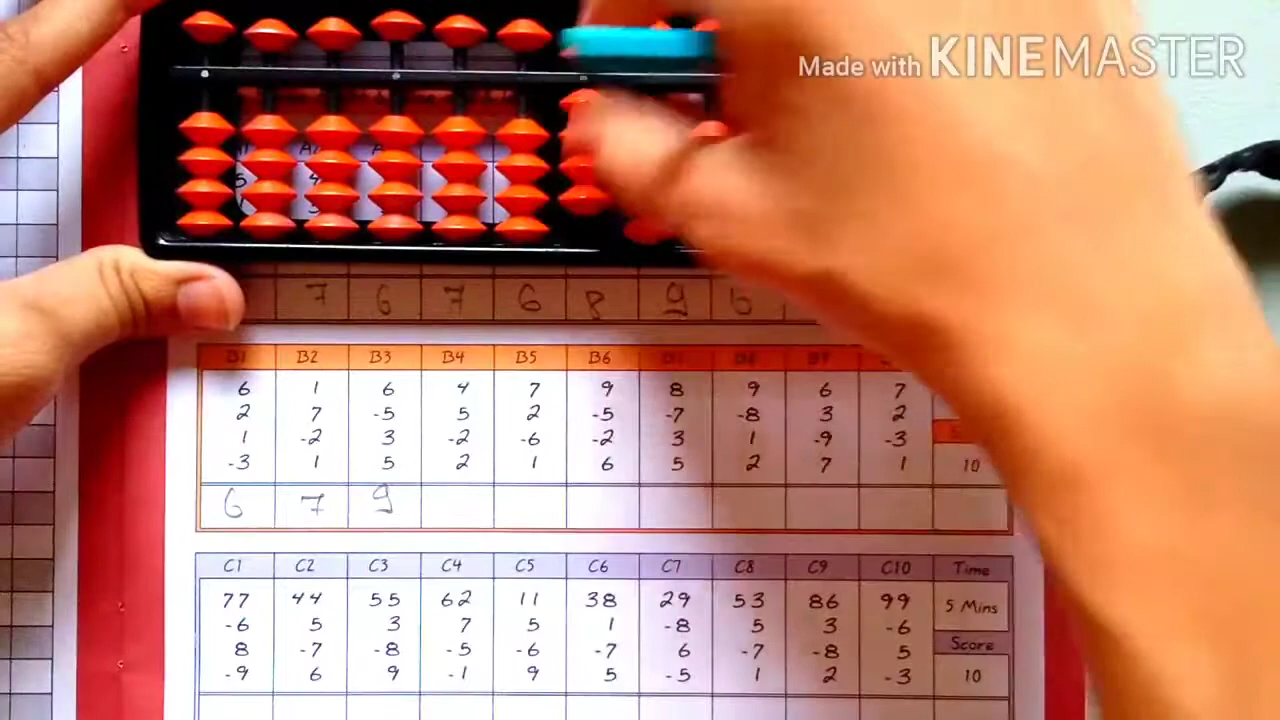 Made with KINEMASTER
7 6 7 6 8 9 6
B1 B2 B3 B4 B5 B6
6 1 6 4 7 9 8 9 6 7
2 7 -5 5 2 -5 -7 -8 3 2
1 -2 3 -2 -6 -2 3 1 -9 -3
-3 1 5 2 1 6 5 2 7 1 10
6 7 9
C1 C2 C3 C4 C5 C6 C7 C8 C9 C10 Time
77 44 55 62 11 38 29 53 86 99 5 Mins
-6 5 3 7 5 1 -8 5 3 -6
8 -7 -8 -5 -6 -7 6 -7 -8 5 Score
-9 6 9 -1 9 5 -5 1 2 -3 10